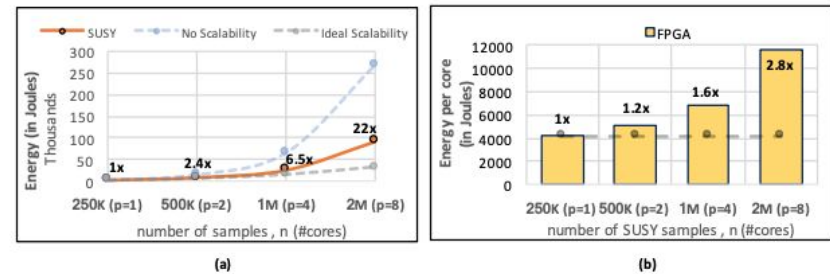 SUSY No Scalability Ideal Scalability
Energy (in Joules)
Thousands
300
250
200
150
100
50
0
1x
2.4x
6.5x
22x
250K (p=1) 500K (p=2) 1M (p=4) 2M (p=8)
number of samples , n (#cores)
(a)
FPGA
Energy per core
(in Joules)
12000
10000
8000
6000
4000
2000
0
1x
1.2x
1.6x
2.8x
250K (p=1) 500K (p=2) 1M (p=4) 2M (p=8)
number of SUSY samples, n (#cores)
(b)